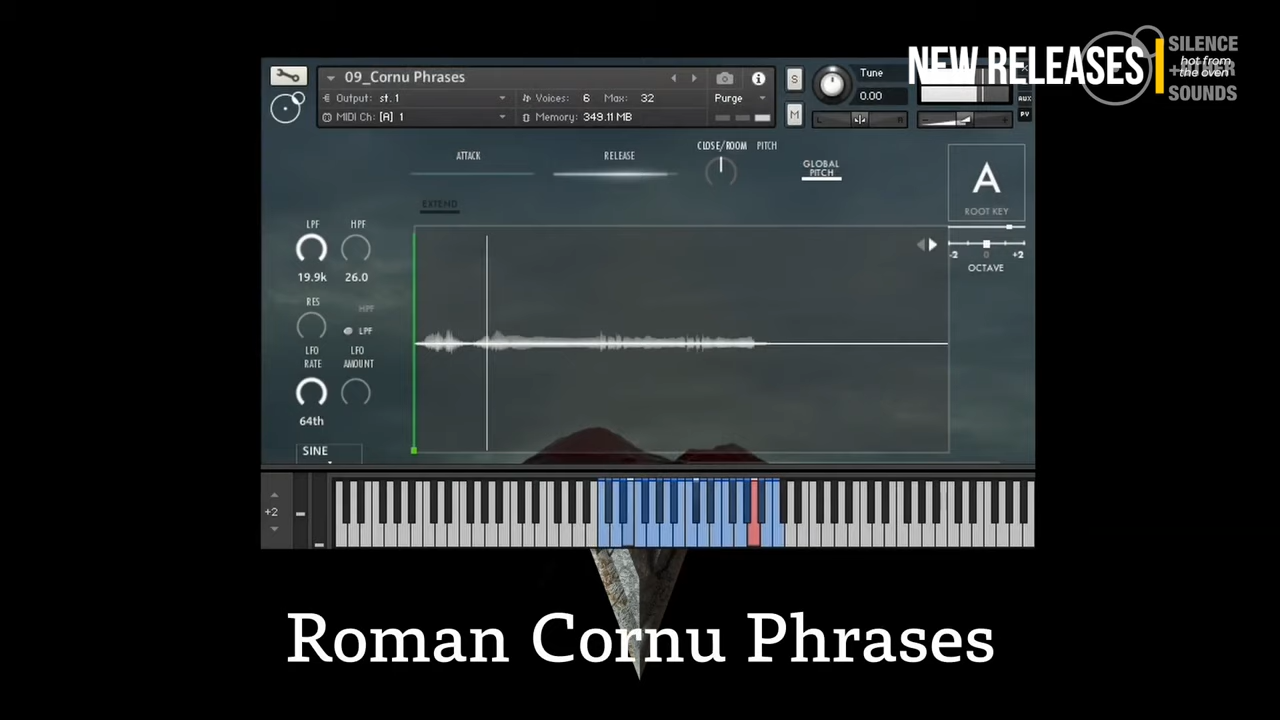 NEW RELEASES
hot from
the oven
SILENCE
SOUNDS
09_Cornu Phrases
Output: st.1
Voices: 6 Max: 32
Purge
MIDI Ch: [A] 1
Memory: 349.11 MB
S
M
Tune
0.00
L
R
AUX
PV
ATTACK
RELEASE
CLOSE/ROOM
PITCH
GLOBAL
PITCH
A
ROOT KEY
EXTEND
LPF
HPF
19.9k
26.0
-2
0
+2
OCTAVE
RES
HPF
LPF
LFO
RATE
LFO
AMOUNT
64th
SINE
+2
Roman Cornu Phrases